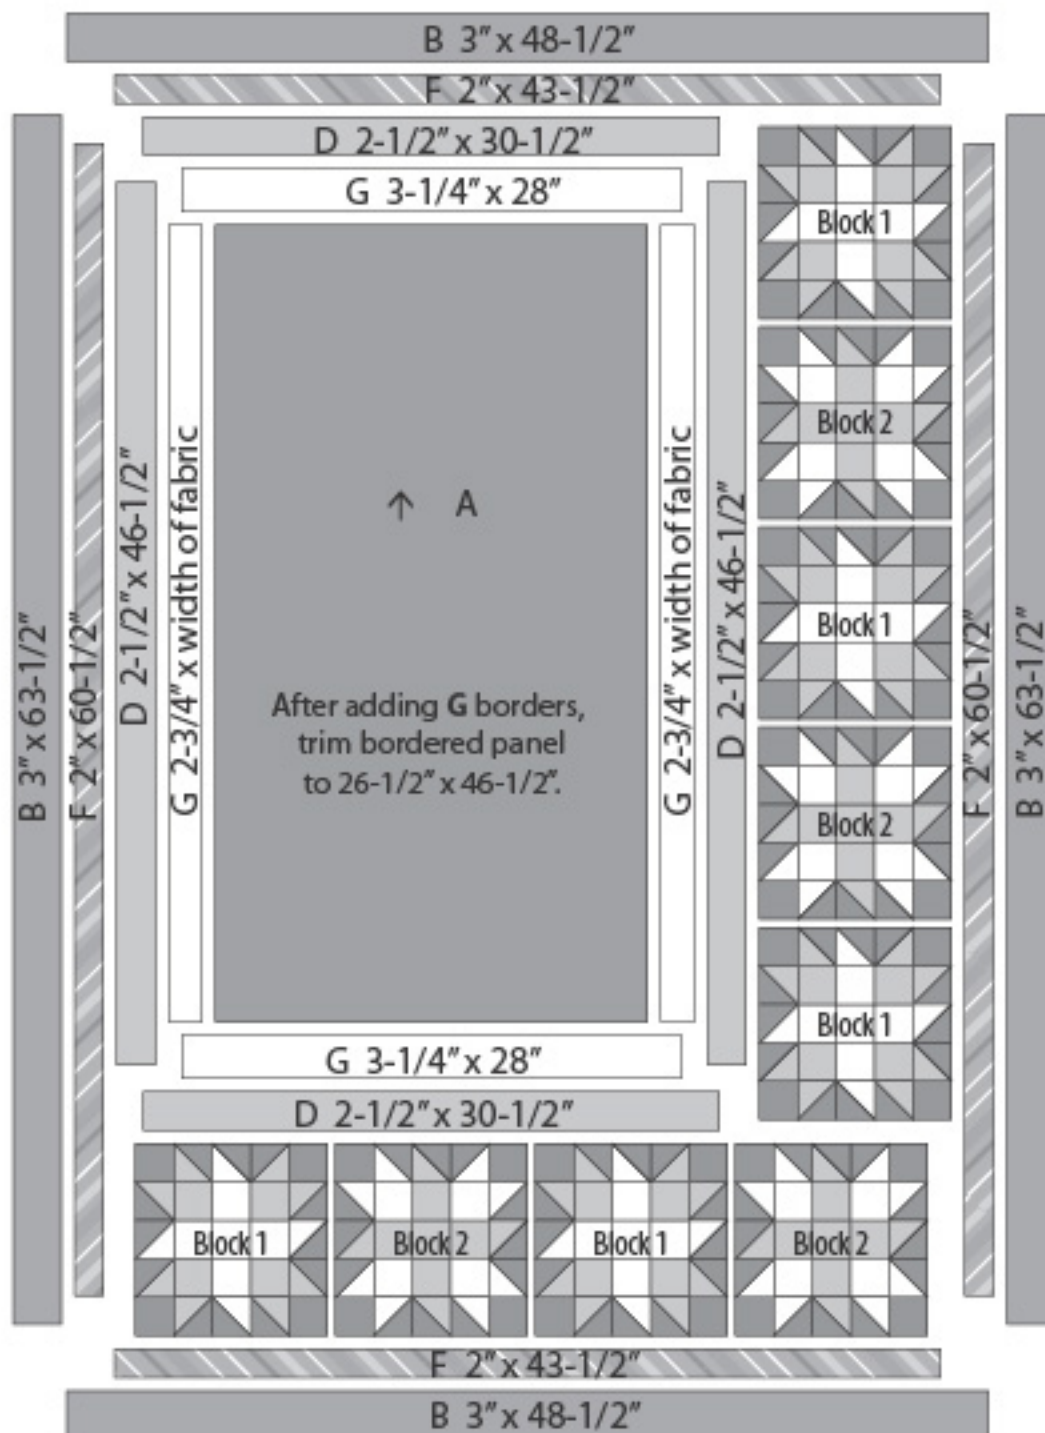 B 3" x 48-1/2"
F 2" x 43-1/2"
D 2-1/2" x 30-1/2"
G 3-1/4" x 28"
Block 1
Block 2
Block 1
Block 2
Block 1
B 3" x 63-1/2"
F 2" x 60-1/2"
D 2-1/2" x 46-1/2"
G 2-3/4" x width of fabric
↑ A
After adding G borders,
trim bordered panel
to 26-1/2" x 46-1/2".
G 2-3/4" x width of fabric
D 2-1/2" x 46-1/2"
F 2" x 60-1/2"
B 3" x 63-1/2"
G 3-1/4" x 28"
D 2-1/2" x 30-1/2"
Block 1
Block 2
Block 1
Block 2
F 2" x 43-1/2"
B 3" x 48-1/2"